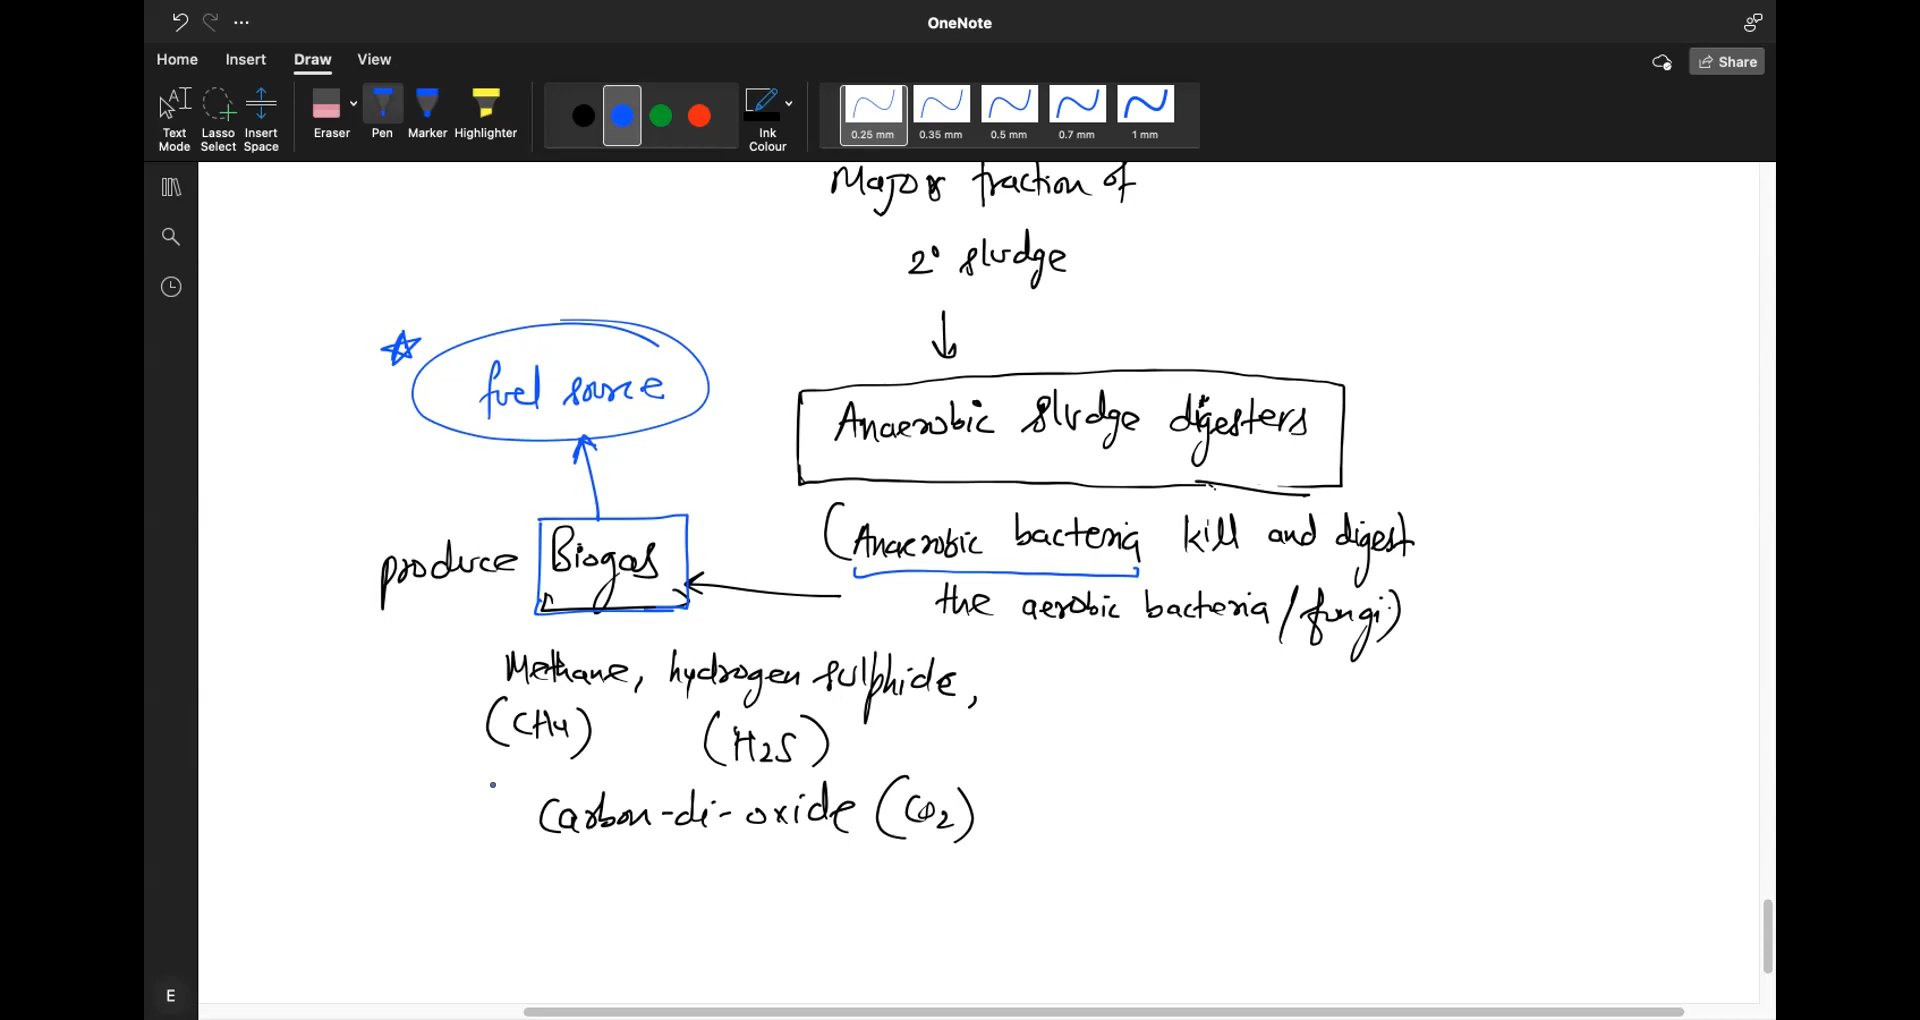 OneNote
Home Insert Draw View
Share
Text Mode
Lasso Select
Insert Space
Eraser
Pen
Marker
Highlighter
Ink Colour
0.25 mm
0.35 mm
0.5 mm
0.7 mm
1 mm
Major fraction of
2° sludge
fuel source
Anaerobic sludge digesters
(Anaerobic bacteria kill and digest
the aerobic bacteria/fungi)
produce Biogas
Methane, hydrogen sulphide,
(CH4) (H2S)
Carbon-di-oxide (CO2)
E